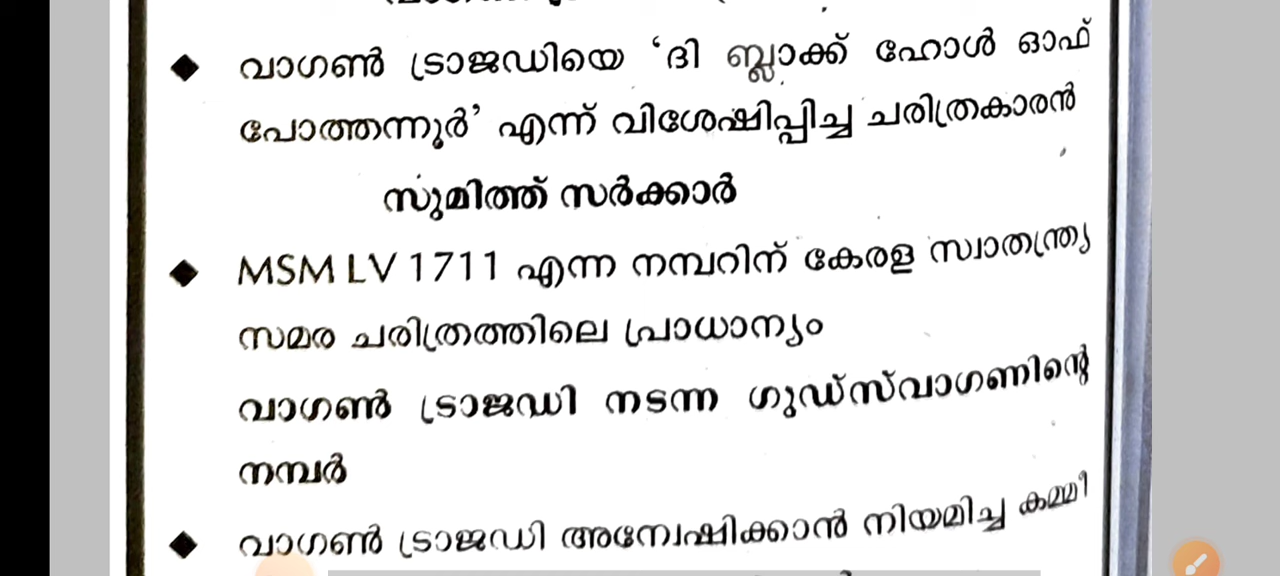 വാഗൺ ട്രാജഡിയെ 'ദി ബ്ലാക്ക് ഹോൾ ഓഫ്
പോത്തന്നൂർ' എന്ന് വിശേഷിപ്പിച്ച ചരിത്രകാരൻ
സുമിത്ത് സർക്കാർ
MSM LV 1711 എന്ന നമ്പറിന് കേരള സ്വാതന്ത്ര്യ
സമര ചരിത്രത്തിലെ പ്രാധാന്യം
വാഗൺ ട്രാജഡി നടന്ന ഗുഡ്സ്‌വാഗണിന്റെ
നമ്പർ
വാഗൺ ട്രാജഡി അന്വേഷിക്കാൻ നിയമിച്ച കമ്മീ